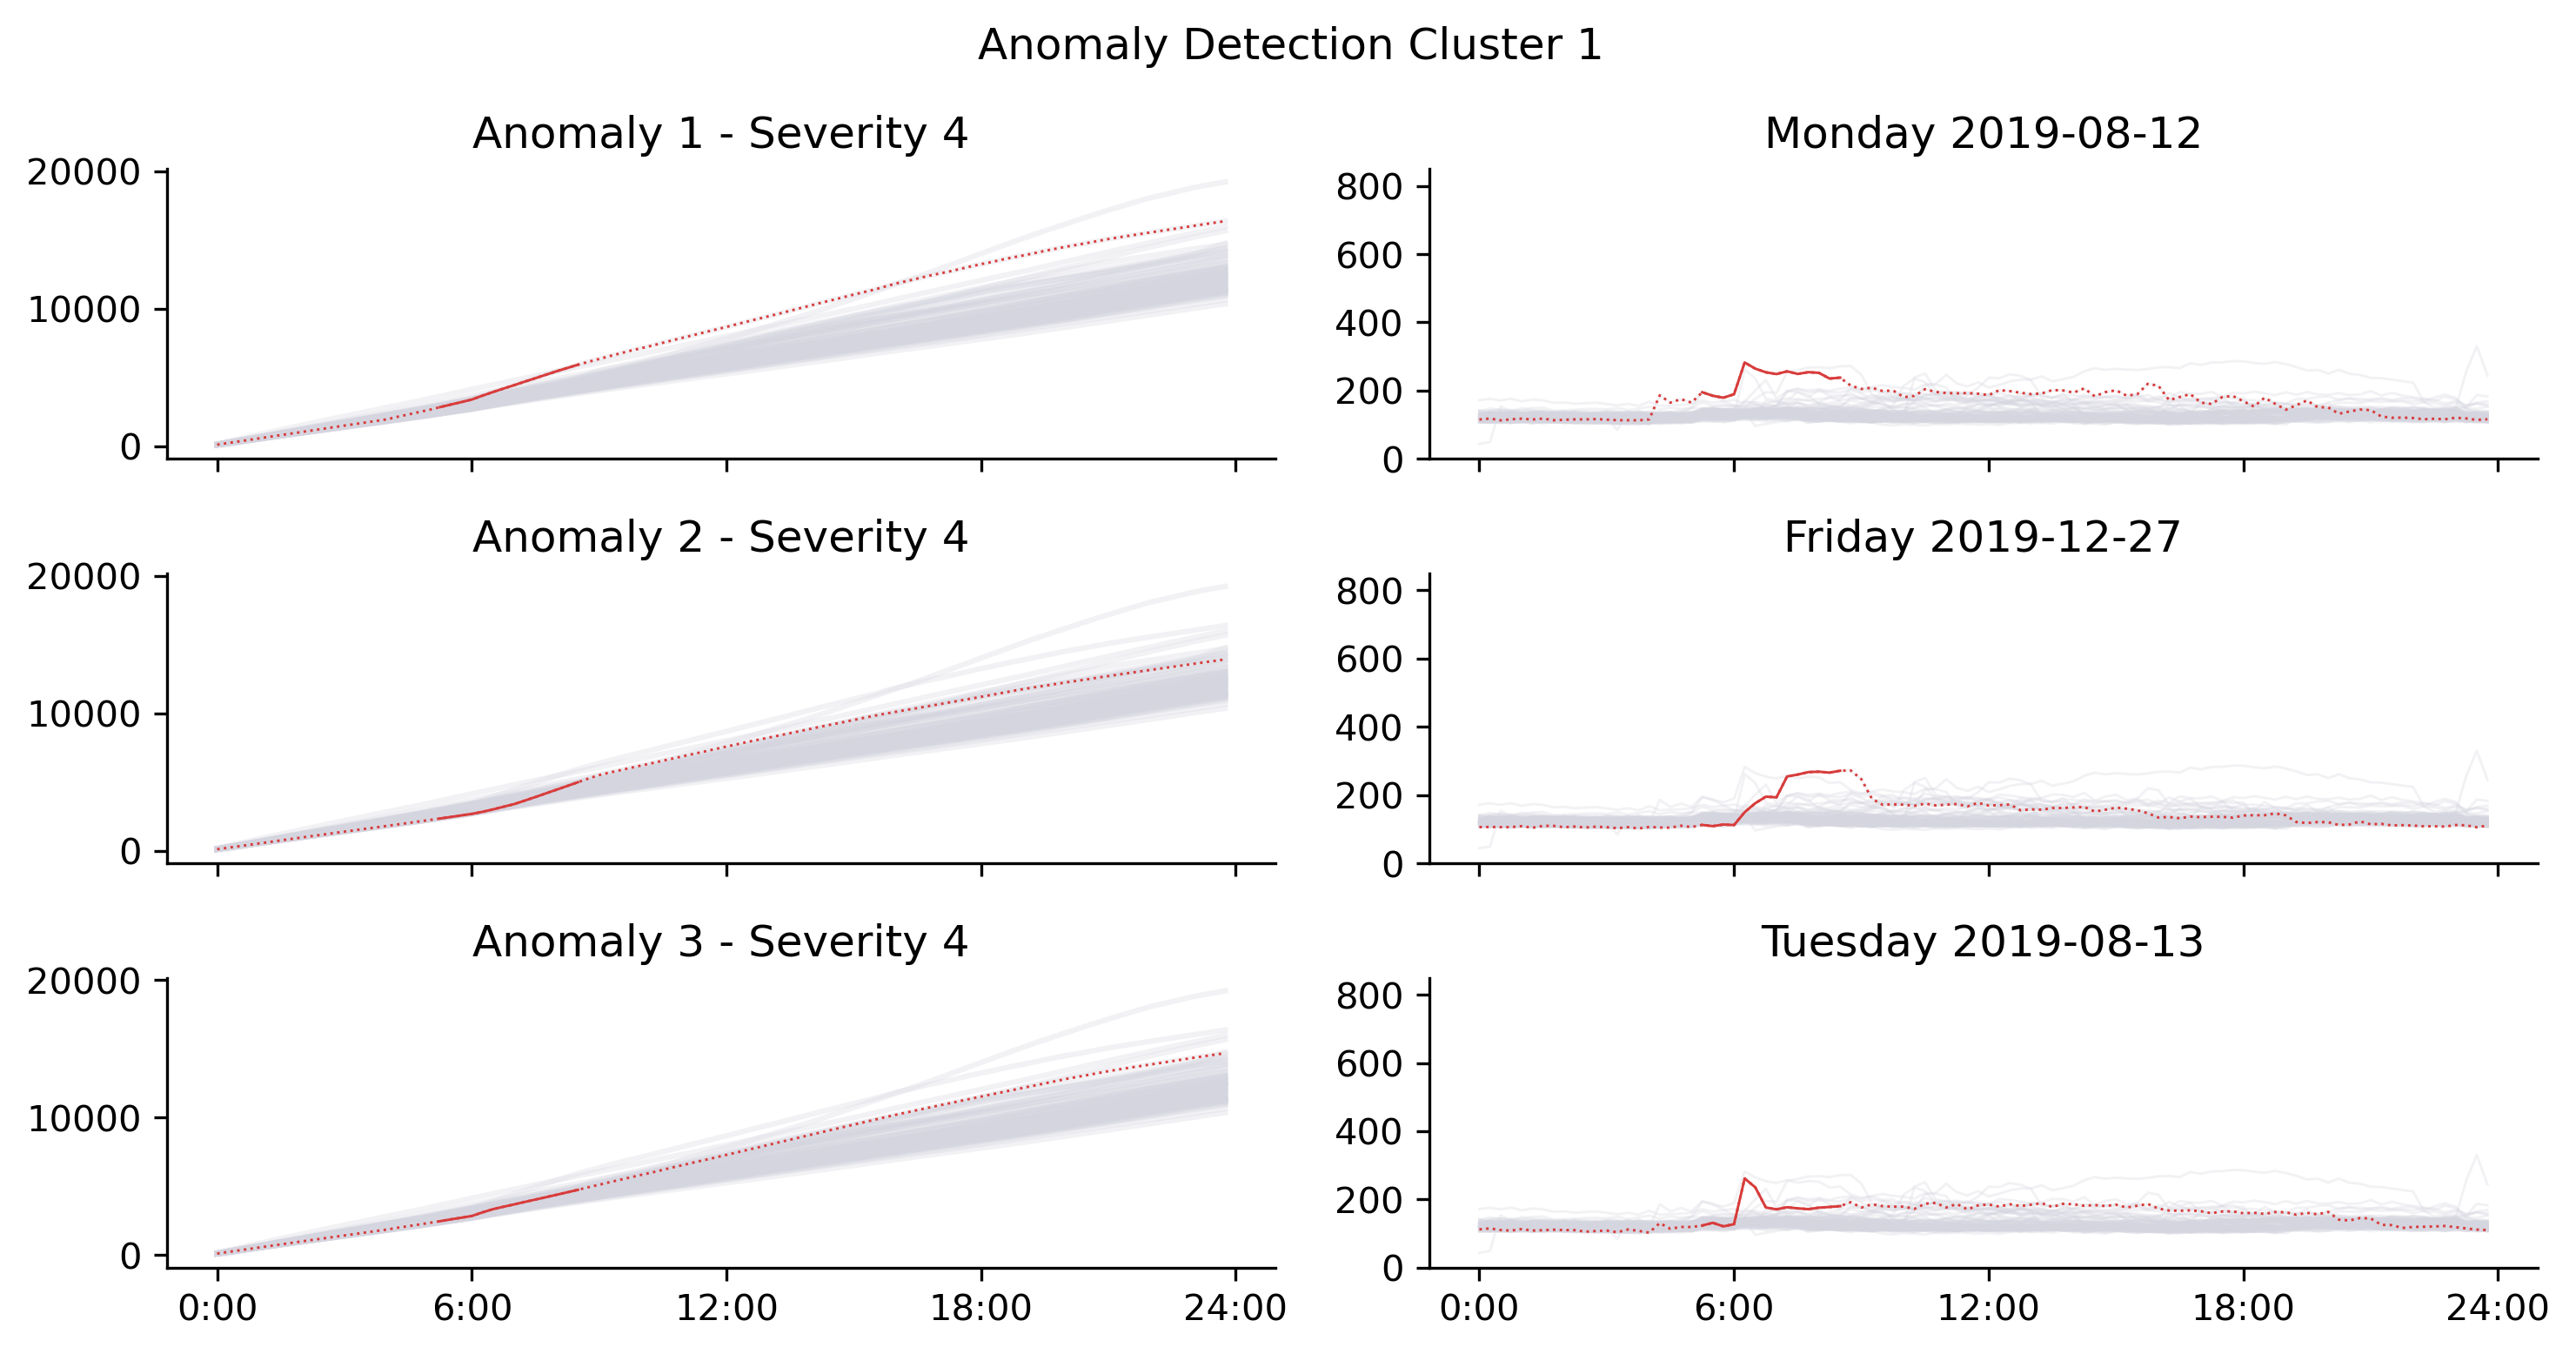 Anomaly Detection Cluster 1
Anomaly 1 - Severity 4
20000
10000
0
Monday 2019-08-12
800
600
400
200
0
Anomaly 2 - Severity 4
20000
10000
0
Friday 2019-12-27
800
600
400
200
0
Anomaly 3 - Severity 4
20000
10000
0
0:00 6:00 12:00 18:00 24:00
Tuesday 2019-08-13
800
600
400
200
0
0:00 6:00 12:00 18:00 24:00